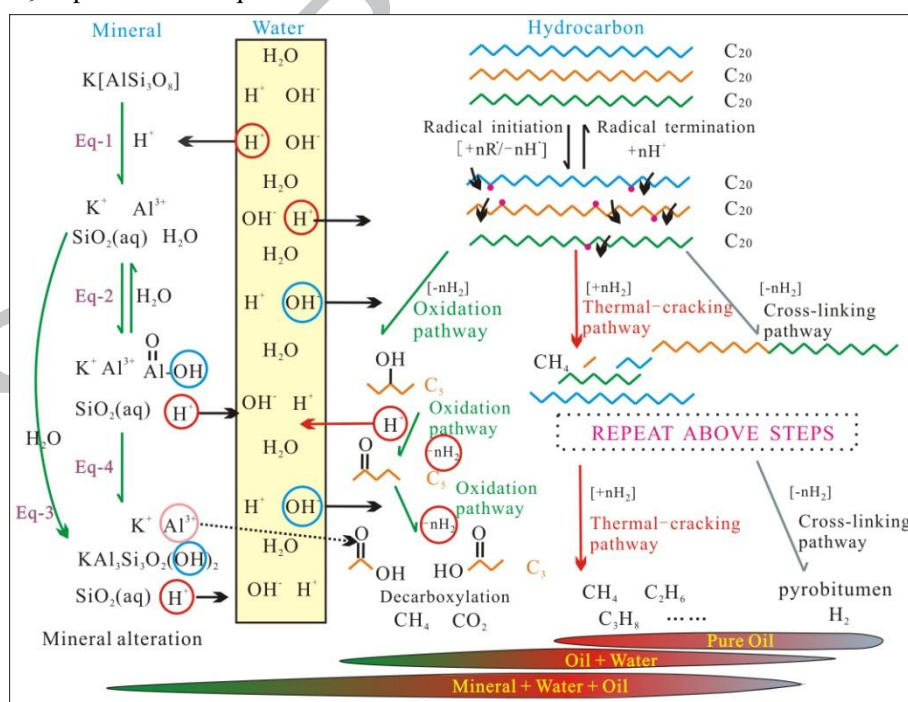 Mineral
Water
Hydrocarbon
K[AlSi₃O₈]
Eq-1
H⁺
K⁺ Al³⁺
SiO₂(aq) H₂O
Eq-2
H₂O
O
K⁺ Al³⁺ Al-OH
SiO₂(aq) H⁺
H₂O
Eq-4
Eq-3
K⁺ Al³⁺
KAl₃Si₃O₂(OH)₂
SiO₂(aq) H⁺
Mineral alteration
H₂O
H⁺ OH⁻
H⁺ OH⁻
H₂O
OH⁻ H⁺
H₂O
H⁺ OH⁻
H₂O
OH⁻ H⁺
H₂O
H⁺ OH⁻
H₂O
OH⁻ H⁺
C₂₀
C₂₀
C₂₀
Radical initiation
[+nR˙/−nH˙]
Radical termination
+nH⁺
C₂₀
C₂₀
C₂₀
[-nH₂]
Oxidation
pathway
[+nH₂]
Thermal-cracking
pathway
[-nH₂]
Cross-linking
pathway
OH
C₅
H⁺
Oxidation
pathway
-nH₂
O
C₅
Oxidation
pathway
-nH₂
O
OH
O
HO
C₃
Decarboxylation
CH₄ CO₂
CH₄
REPEAT ABOVE STEPS
[+nH₂]
Thermal-cracking
pathway
[-nH₂]
Cross-linking
pathway
CH₄ C₂H₆
C₃H₈ ······
pyrobitumen
H₂
Pure Oil
Oil + Water
Mineral + Water + Oil